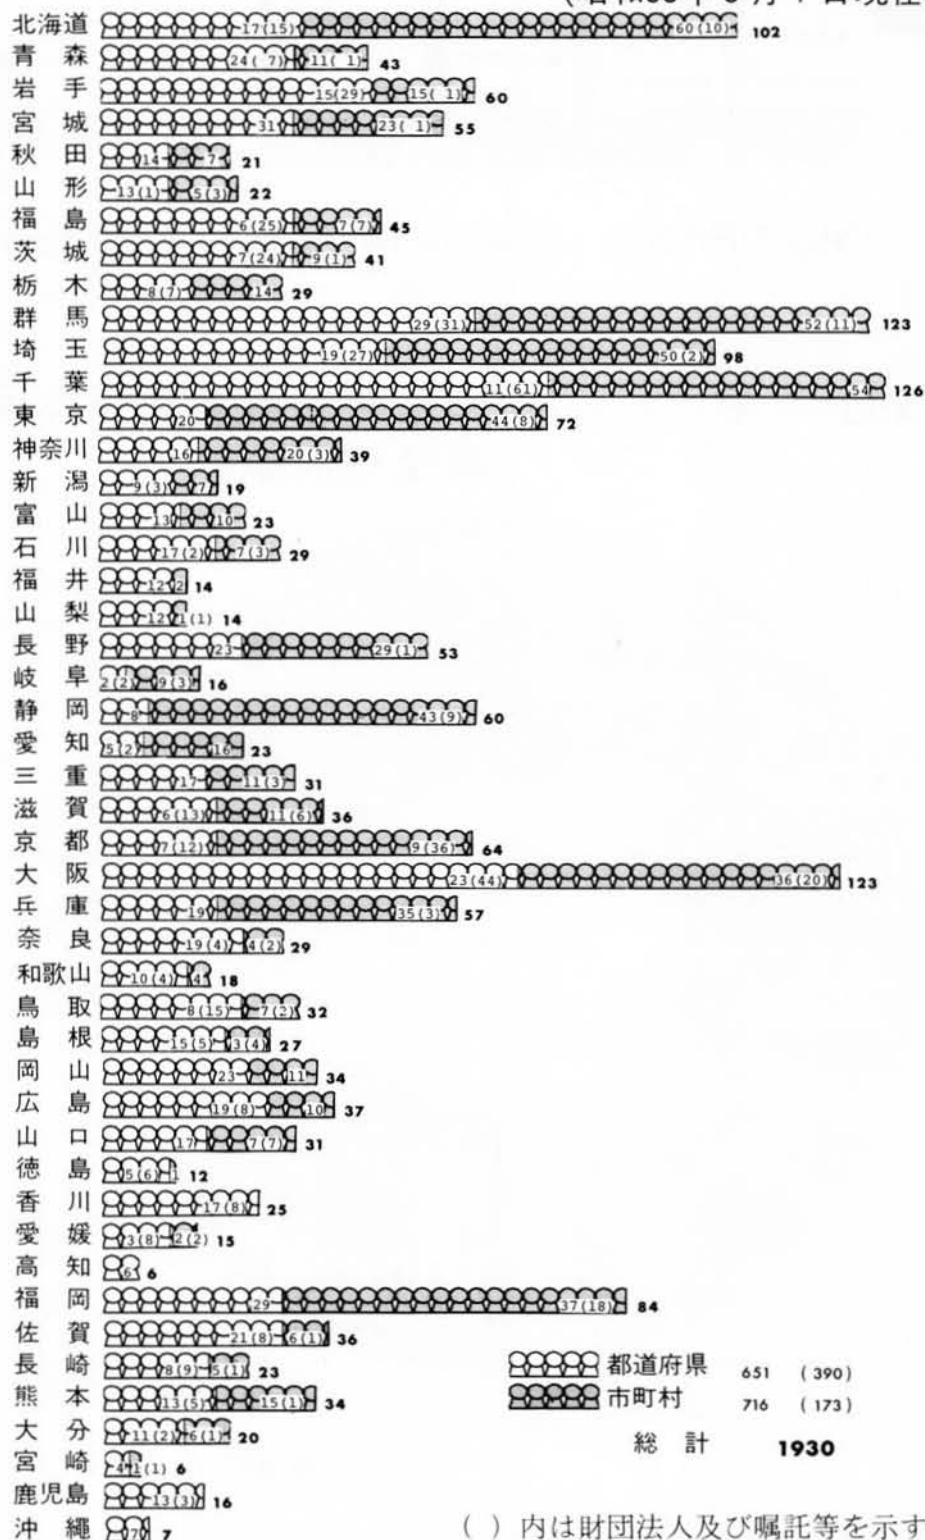 北海道 17(15) 60(10) 102
青森 24(7) 11(1) 43
岩手 15(29) 15(1) 60
宮城 31 23(1) 55
秋田 14 7 21
山形 13(1) 5(3) 22
福島 6(25) 7(7) 45
茨城 7(24) 9(1) 41
栃木 8(7) 14 29
群馬 29(31) 52(11) 123
埼玉 19(27) 50(2) 98
千葉 11(61) 54 126
東京 20 44(8) 72
神奈川 16 20(3) 39
新潟 9(3) 7 19
富山 13 10 23
石川 17(2) 7(3) 29
福井 12 2 14
山梨 12 1(1) 14
長野 23 29(1) 53
岐阜 2(2) 9(3) 16
静岡 8 43(9) 60
愛知 5(2) 16 23
三重 17 11(3) 31
滋賀 6(13) 11(6) 36
京都 7(12) 9(36) 64
大阪 23(44) 36(20) 123
兵庫 19 35(3) 57
奈良 19(4) 4(2) 29
和歌山 10(4) 4 18
鳥取 8(15) 7(2) 32
島根 15(5) 3(4) 27
岡山 23 11 34
広島 19(8) 10 37
山口 17 7(7) 31
徳島 5(6) 1 12
香川 17(8) 25
愛媛 3(8) 2(2) 15
高知 6 6
福岡 29 37(18) 84
佐賀 21(8) 6(1) 36
長崎 8(9) 5(1) 23
熊本 13(5) 15(1) 34
大分 11(2) 6(1) 20
宮崎 4 1(1) 6
鹿児島 13(3) 16
沖縄 7 7
都道府県 651 (390)
市町村 716 (173)
総計 1930
( ) 内は財団法人及び嘱託等を示す